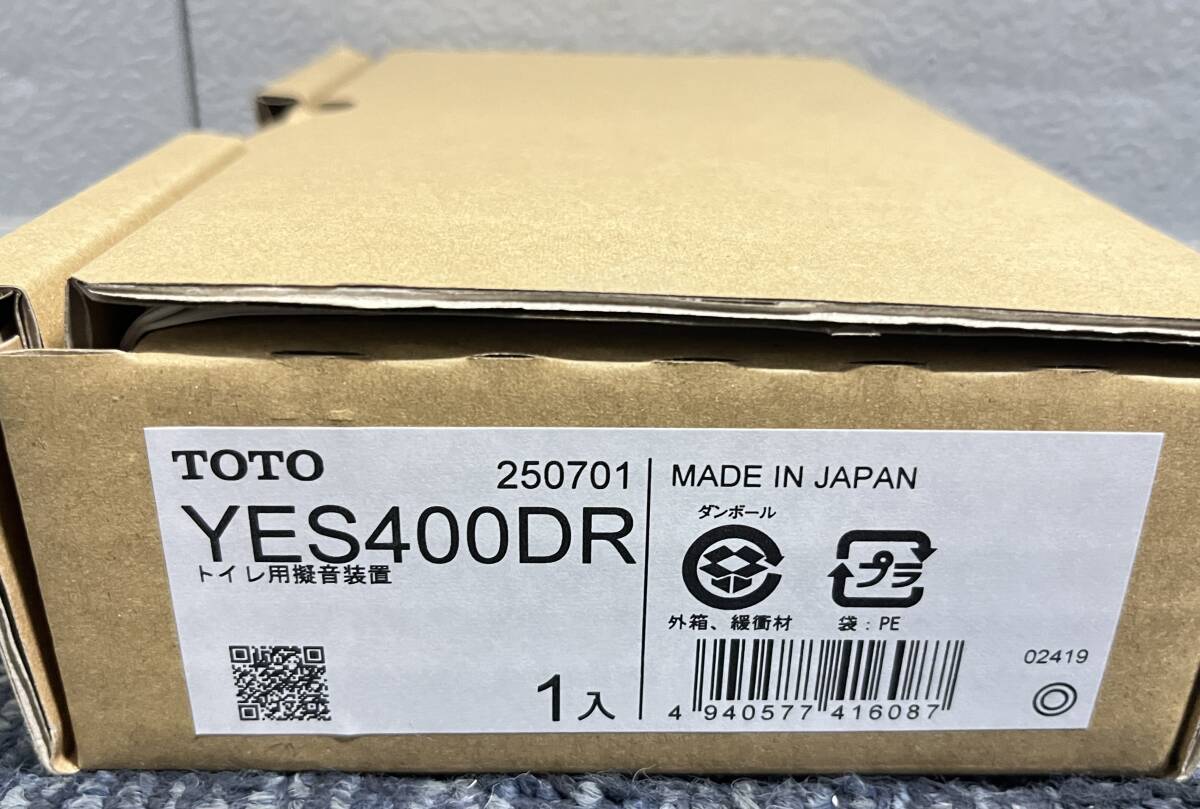 TOTO
250701
YES400DR
トイレ用擬音装置
1入
MADE IN JAPAN
ダンボール
プラ
外箱、緩衝材
袋:PE
4 940577 416087
02419